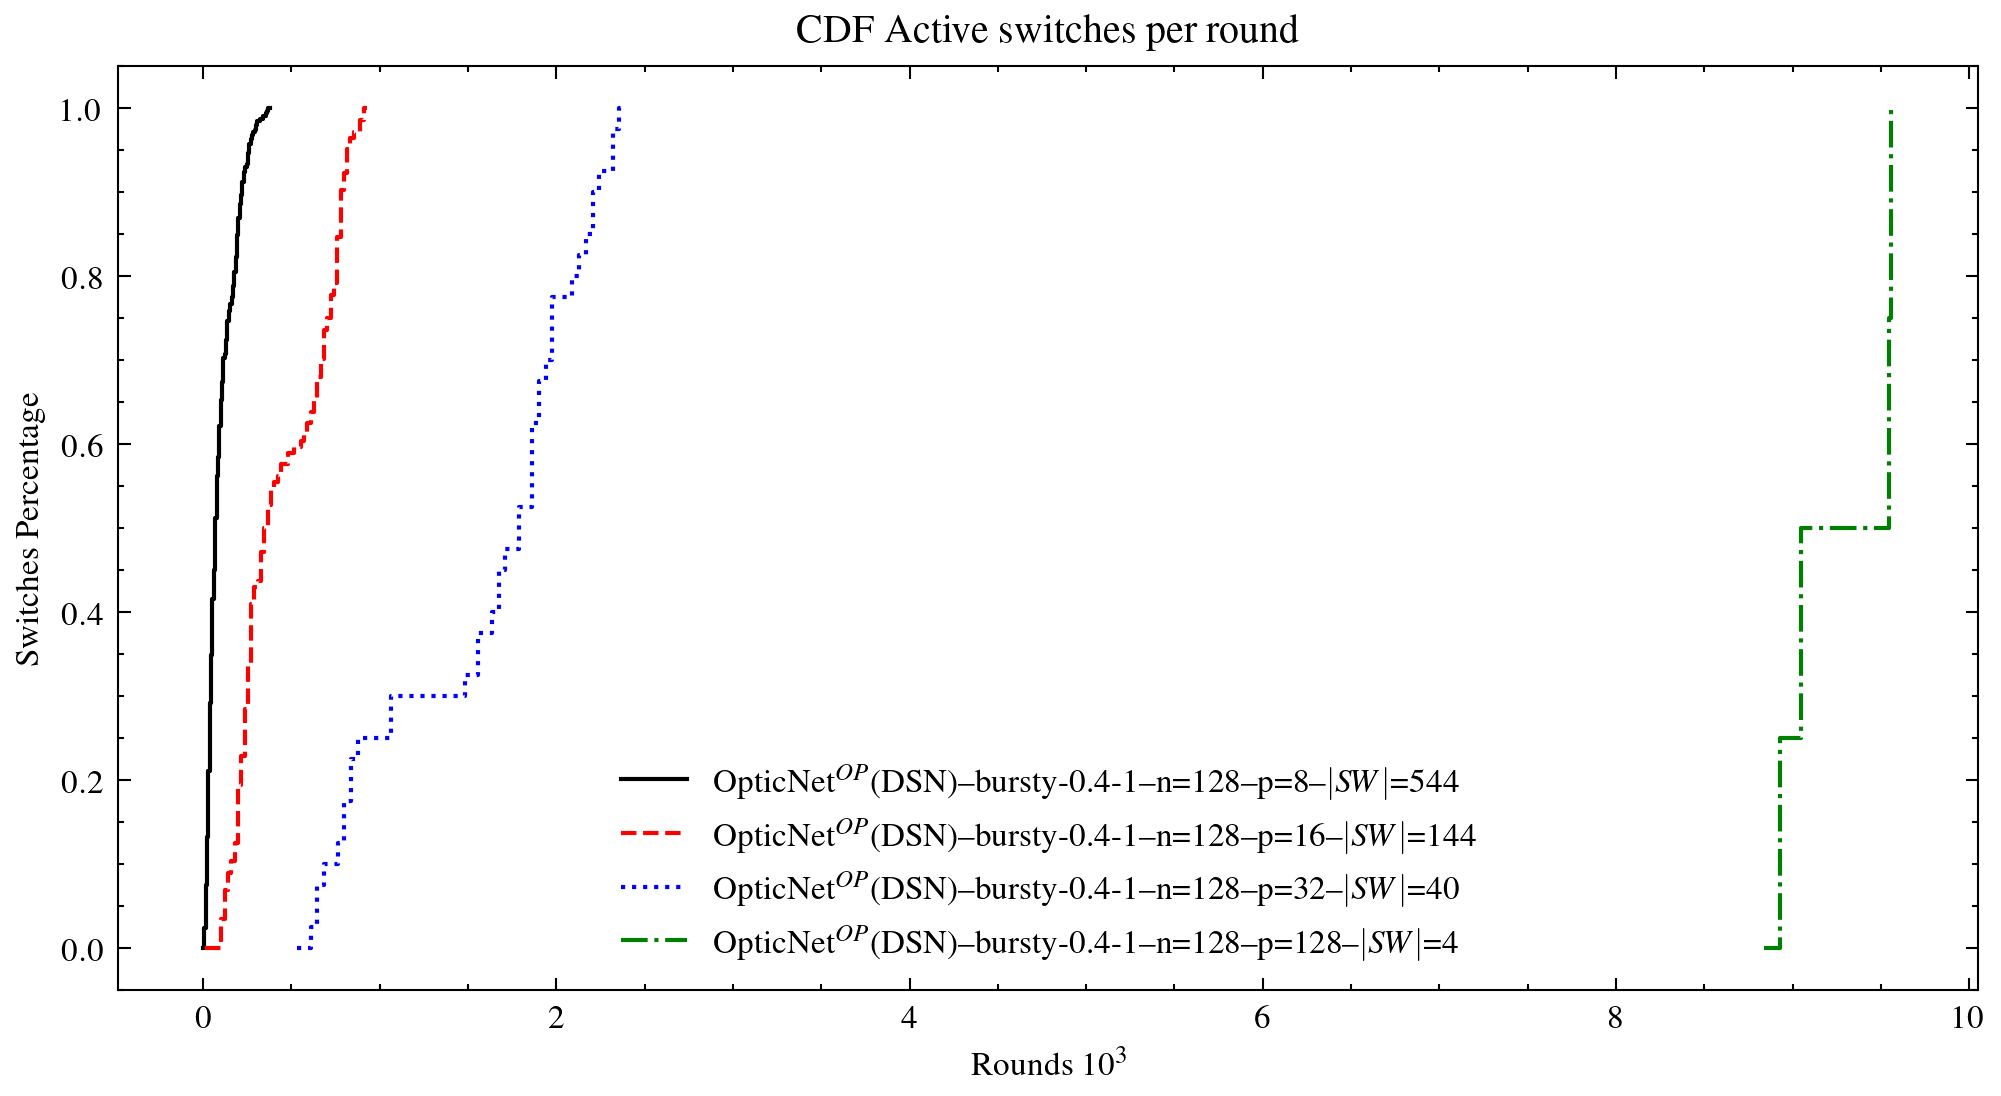 CDF Active switches per round
Switches Percentage
1.0
0.8
0.6
0.4
0.2
0.0
OpticNet^{OP}(DSN)–bursty-0.4-1–n=128–p=8–|SW|=544
OpticNet^{OP}(DSN)–bursty-0.4-1–n=128–p=16–|SW|=144
OpticNet^{OP}(DSN)–bursty-0.4-1–n=128–p=32–|SW|=40
OpticNet^{OP}(DSN)–bursty-0.4-1–n=128–p=128–|SW|=4
0 2 4 6 8 10
Rounds 10³